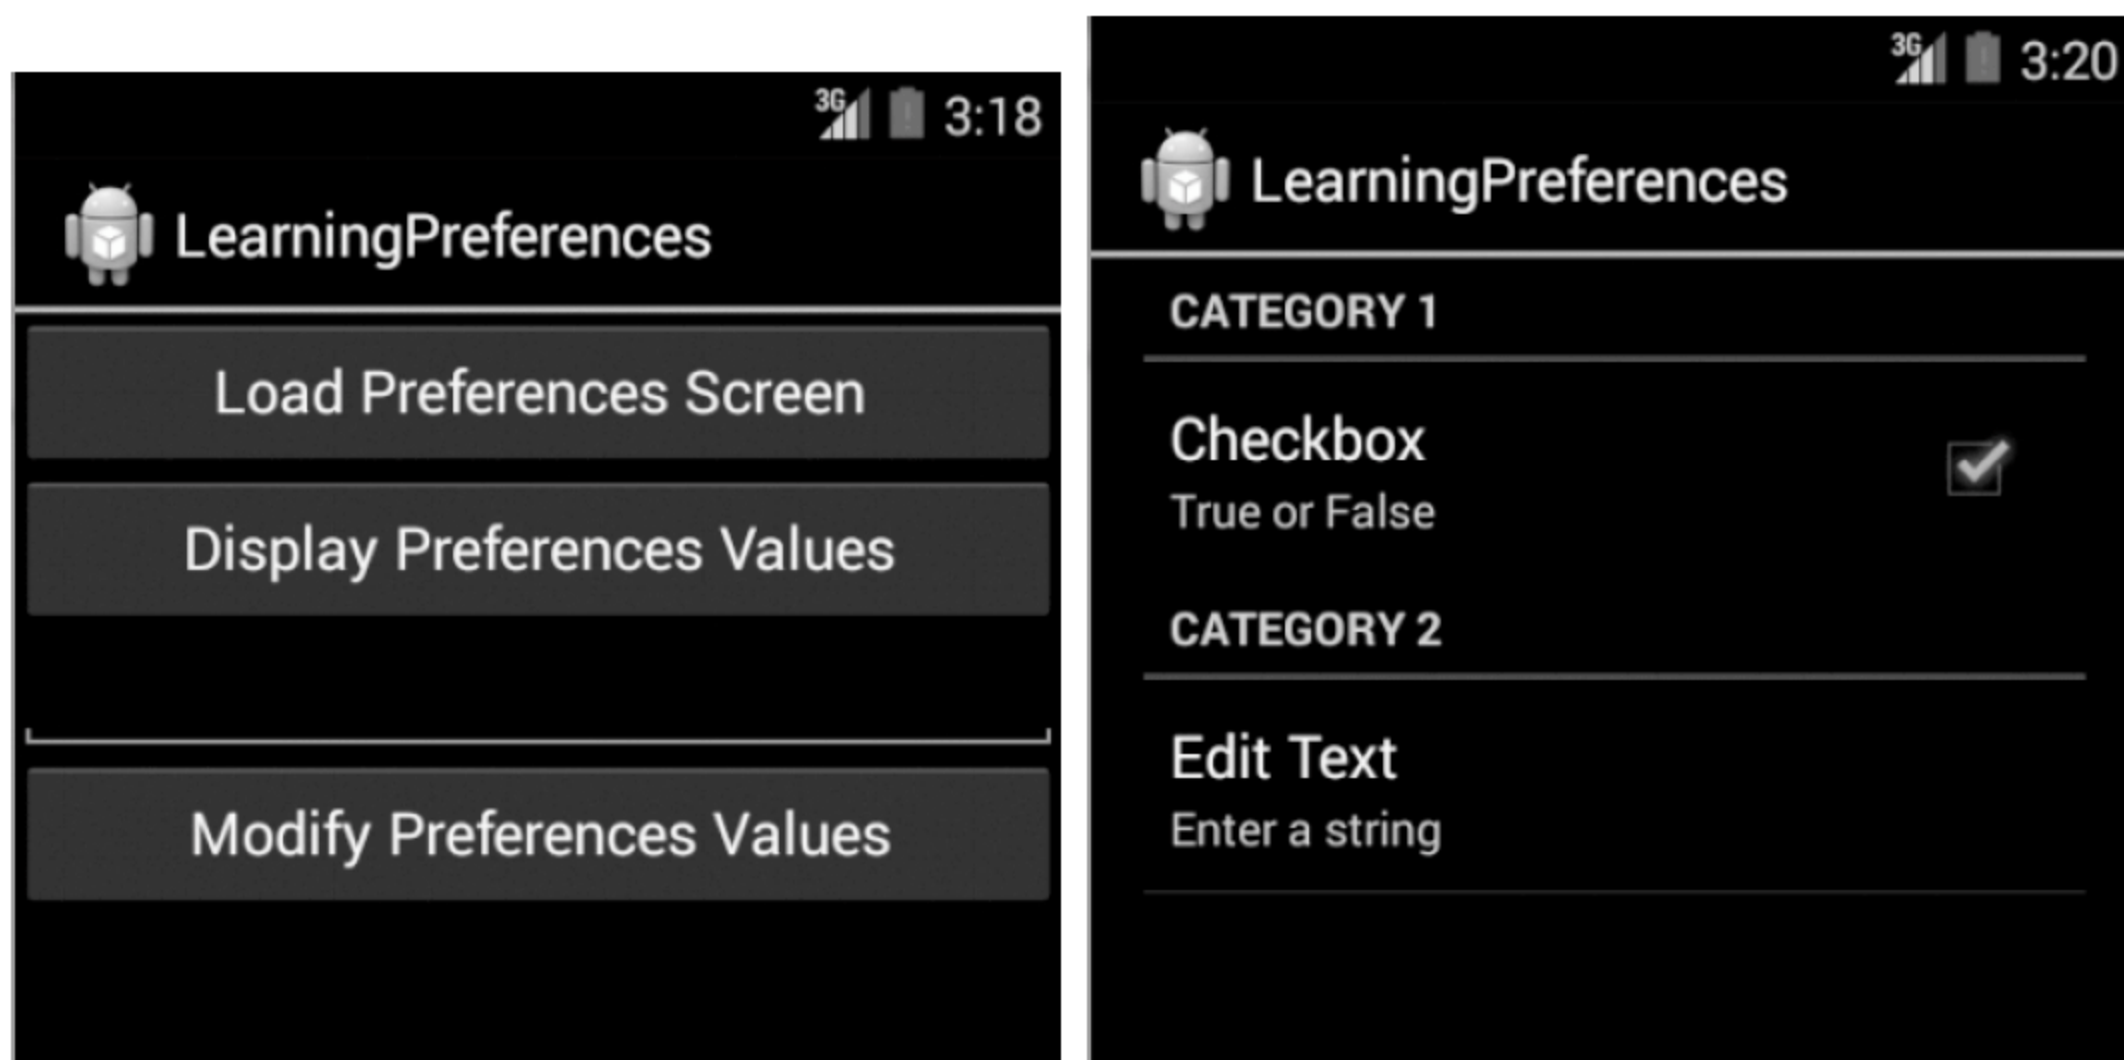 3G 3:18
LearningPreferences
Load Preferences Screen
Display Preferences Values
Modify Preferences Values
3G 3:20
LearningPreferences
CATEGORY 1
Checkbox
True or False
CATEGORY 2
Edit Text
Enter a string